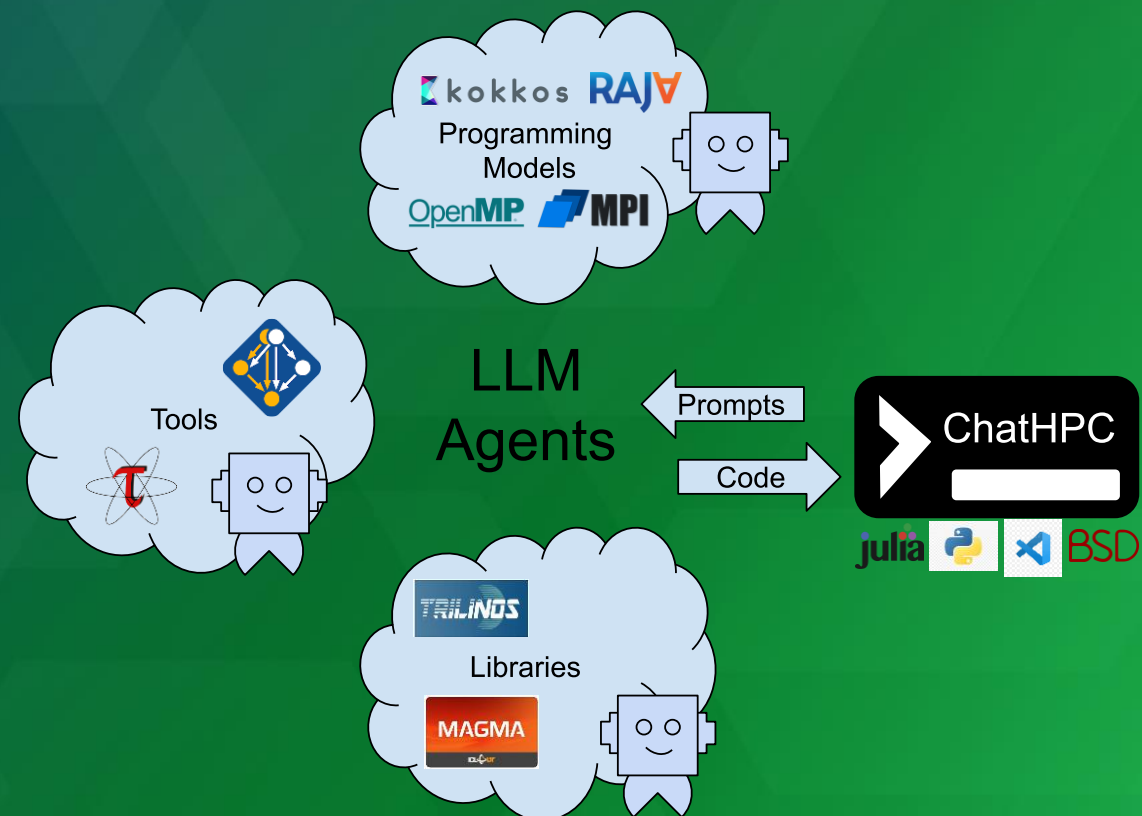 kokkos RAJA
Programming
Models
OpenMP MPI
Tools
τ
LLM
Agents
Prompts
Code
ChatHPC
julia
BSD
TRILINOS
Libraries
MAGMA